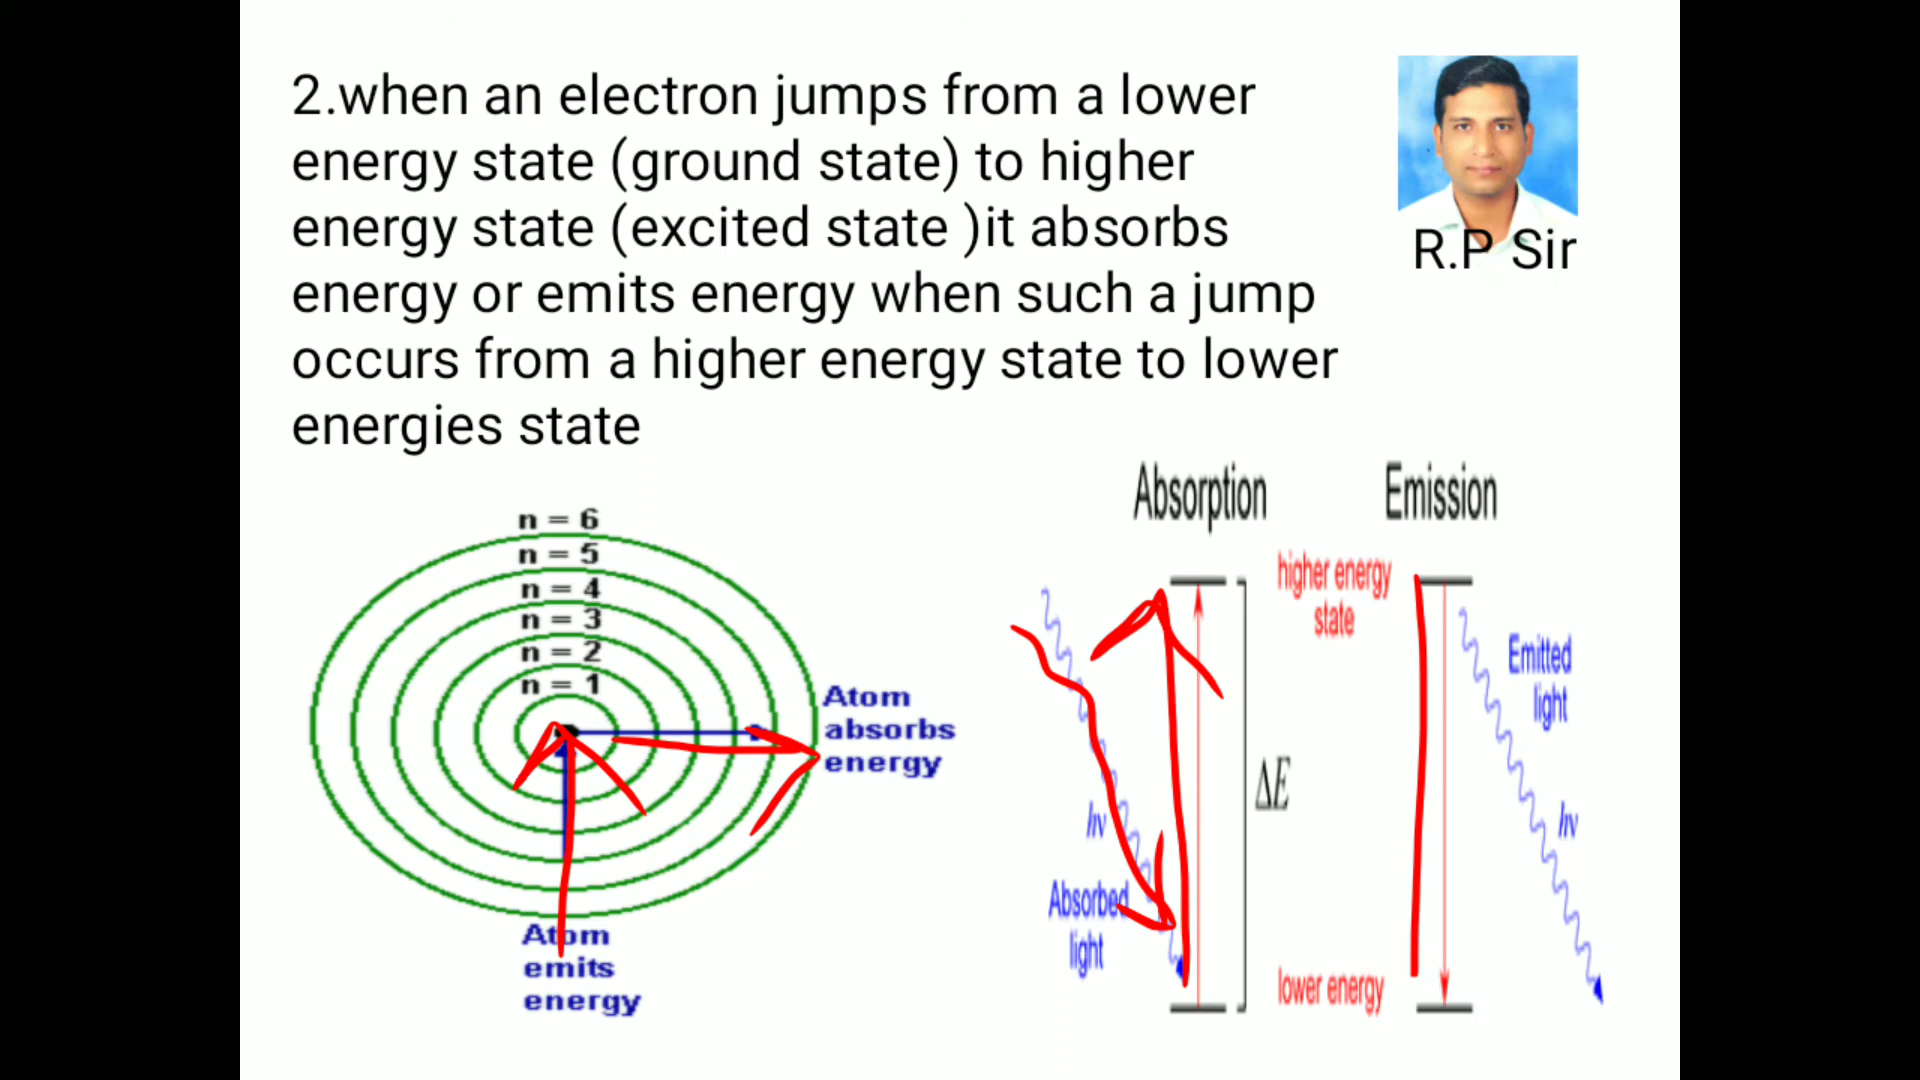 2.when an electron jumps from a lower
energy state (ground state) to higher
energy state (excited state )it absorbs
energy or emits energy when such a jump
occurs from a higher energy state to lower
energies state
R.P Sir
n = 6
n = 5
n = 4
n = 3
n = 2
n = 1
Atom
absorbs
energy
Atom
emits
energy
Absorption
Emission
higher energy
state
Emitted
light
ΔE
hν
hν
Absorbed
light
lower energy